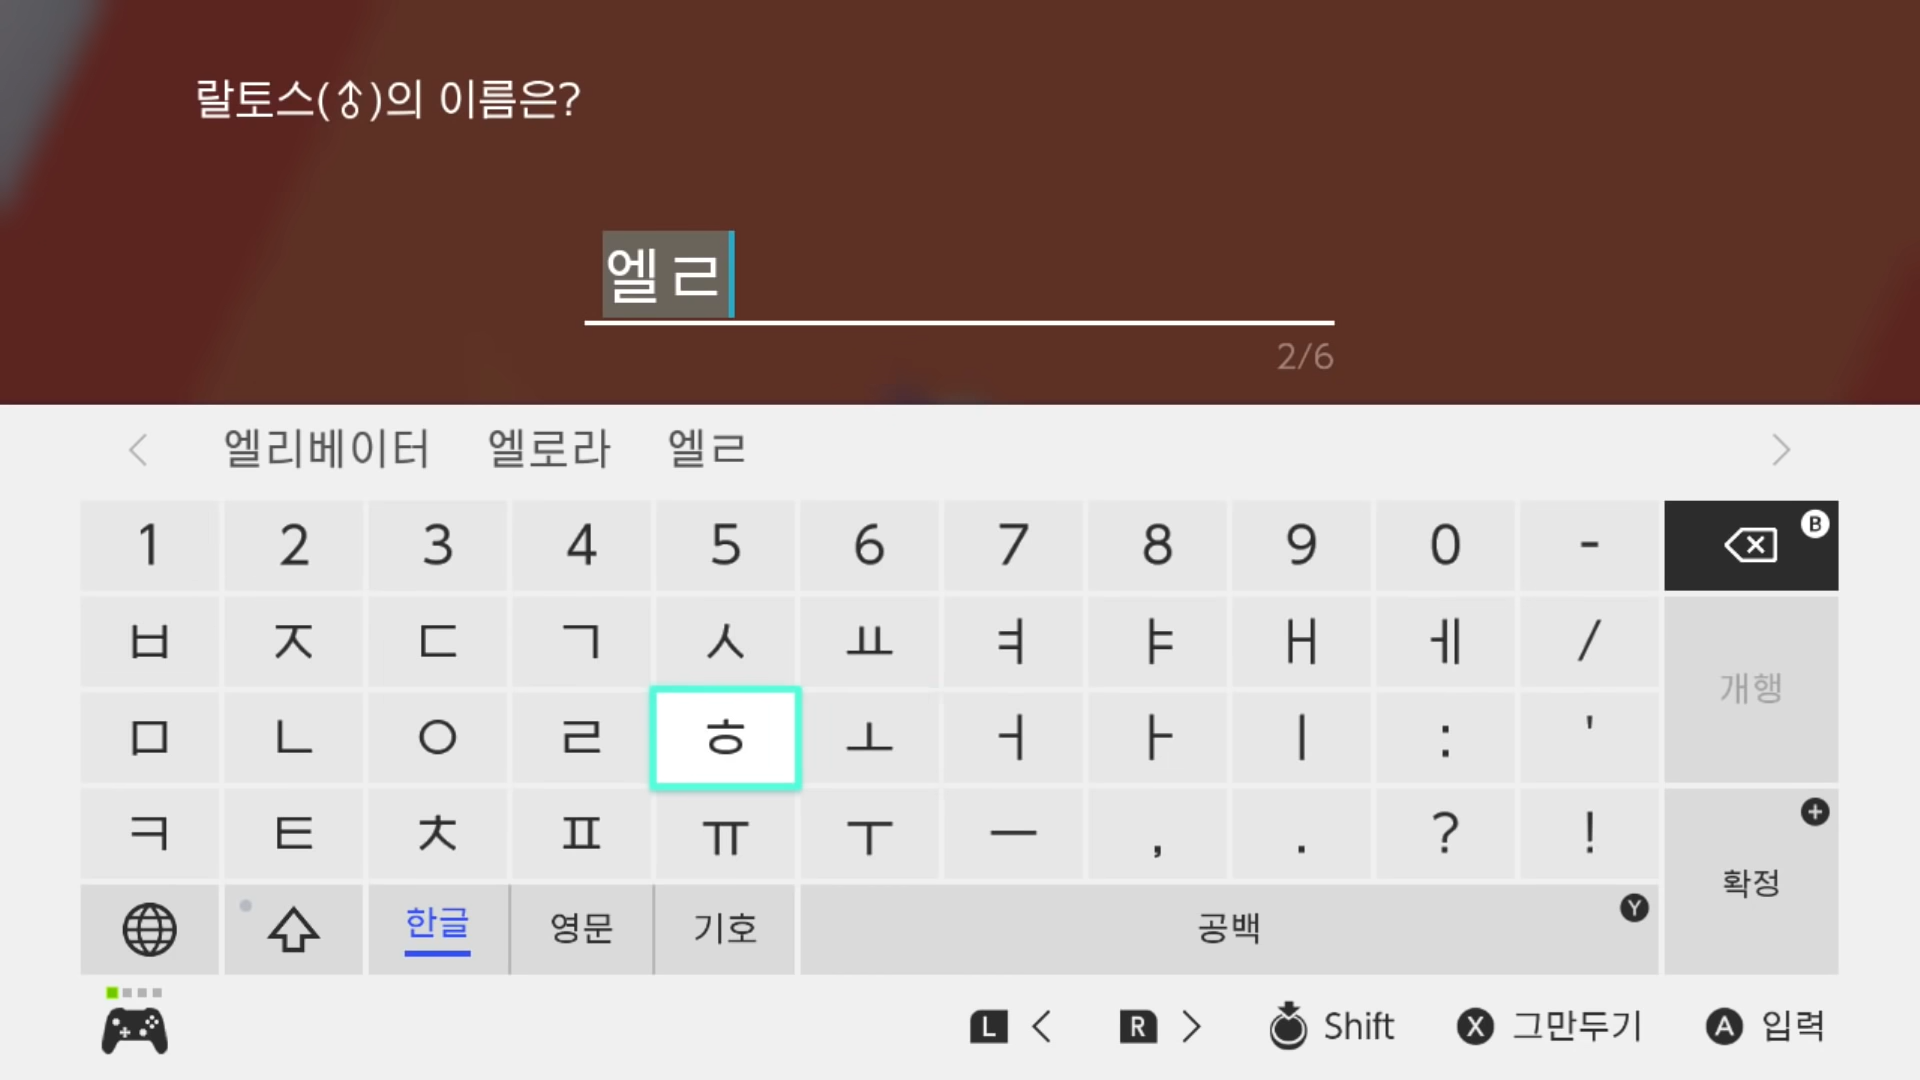 랄토스(♂)의 이름은?
엘ㄹ
2/6
< 엘리베이터 엘로라 엘ㄹ >
1 2 3 4 5 6 7 8 9 0 - B
ㅂ ㅈ ㄷ ㄱ ㅅ ㅛ ㅕ ㅑ ㅐ ㅔ / 개행
ㅁ ㄴ ㅇ ㄹ ㅎ ㅗ ㅓ ㅏ ㅣ : '
ㅋ ㅌ ㅊ ㅍ ㅠ ㅜ ㅡ , . ? ! + 확정
한글 영문 기호 공백 Y
L < R > Shift X 그만두기 A 입력